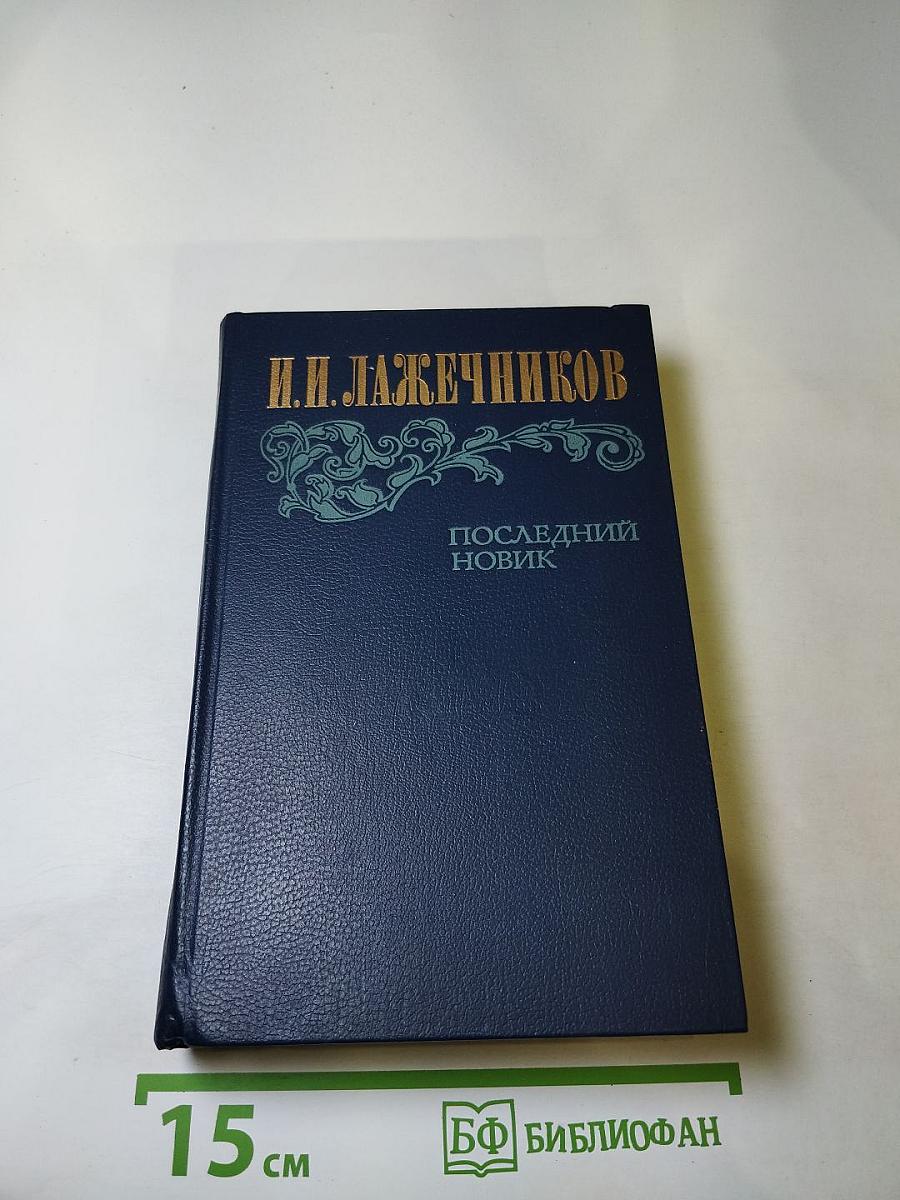 И.И.ЛАЖЕЧНИКОВ
ПОСЛЕДНИЙ
НОВИК
15 см
БФ БИБЛИОФАН